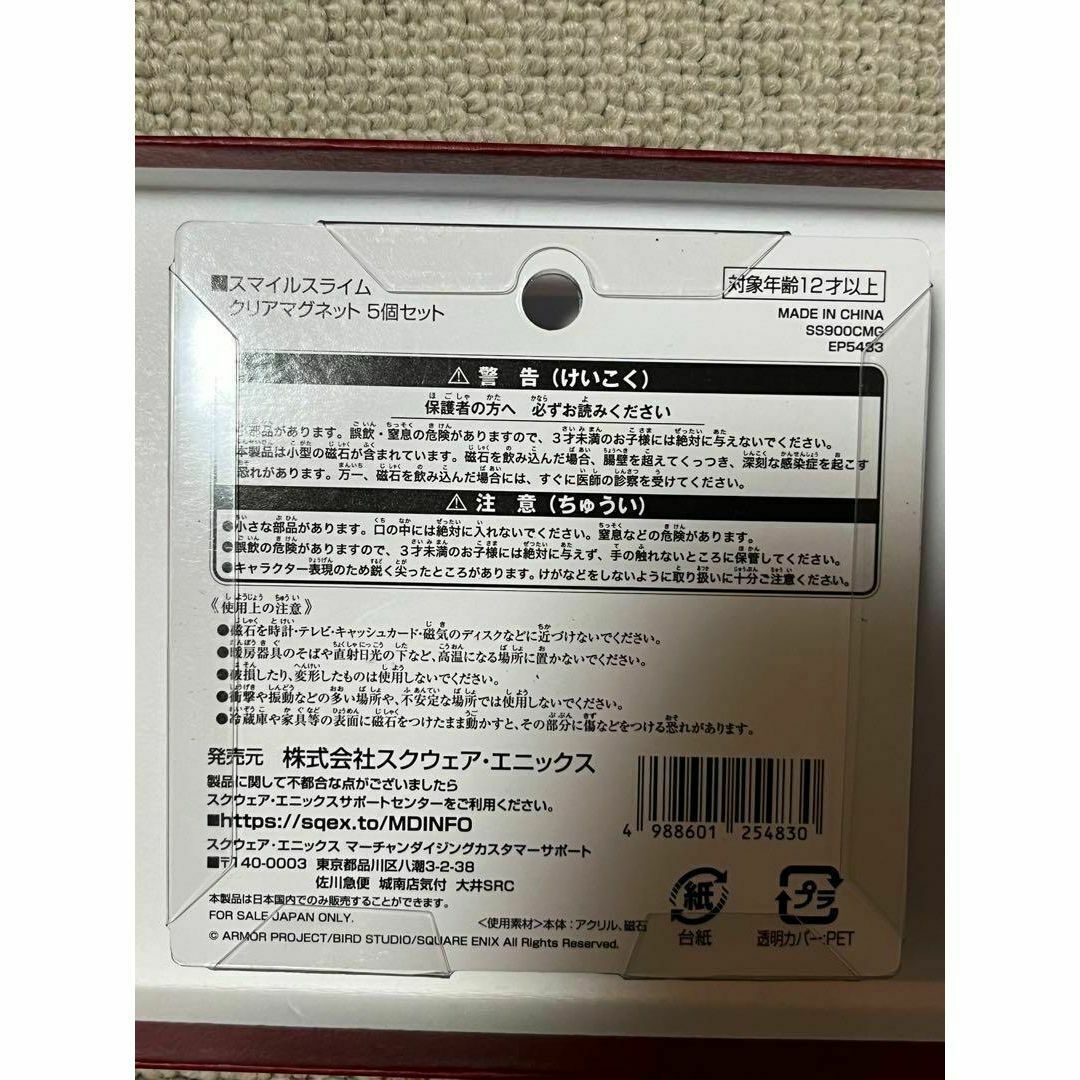 スマイルスライム
クリアマグネット 5個セット
対象年齢12才以上
MADE IN CHINA
SS900CMG
EP5433
⚠ 警 告 (けいこく)
保護者の方へ 必ずお読みください
部品があります。誤飲・窒息の危険がありますので、3才未満のお子様には絶対に与えないでください。
本製品は小型の磁石が含まれています。磁石を飲み込んだ場合、腸壁を超えてくっつき、深刻な感染症を起こす
恐れがあります。万一、磁石を飲み込んだ場合には、すぐに医師の診察を受けてください。
⚠ 注 意 (ちゅうい)
●小さな部品があります。口の中には絶対に入れないでください。窒息などの危険があります。
●誤飲の危険がありますので、3才未満のお子様には絶対に与えず、手の触れないところに保管してください。
●キャラクター表現のため鋭く尖ったところがあります。けがなどをしないように取り扱いに十分ご注意ください。
《使用上の注意》
●磁石を時計・テレビ・キャッシュカード・磁気のディスクなどに近づけないでください。
●暖房器具のそばや直射日光の下など、高温になる場所に置かないでください。
●破損したり、変形したものは使用しないでください。
●衝撃や振動などの多い場所や、不安定な場所では使用しないでください。
●冷蔵庫や家具等の表面に磁石をつけたまま動かすと、その部分に傷などをつける恐れがあります。
発売元 株式会社スクウェア・エニックス
製品に関して不都合な点がございましたら
スクウェア・エニックスサポートセンターをご利用ください。
■https://sqex.to/MDINFO
スクウェア・エニックス マーチャンダイジングカスタマーサポート
■〒140-0003 東京都品川区八潮3-2-38
佐川急便 城南店気付 大井SRC
本製品は日本国内でのみ販売することができます。
FOR SALE JAPAN ONLY.
<使用素材>本体:アクリル、磁石
© ARMOR PROJECT/BIRD STUDIO/SQUARE ENIX All Rights Reserved.
4 988601 254830
紙
台紙
プラ
透明カバー:PET